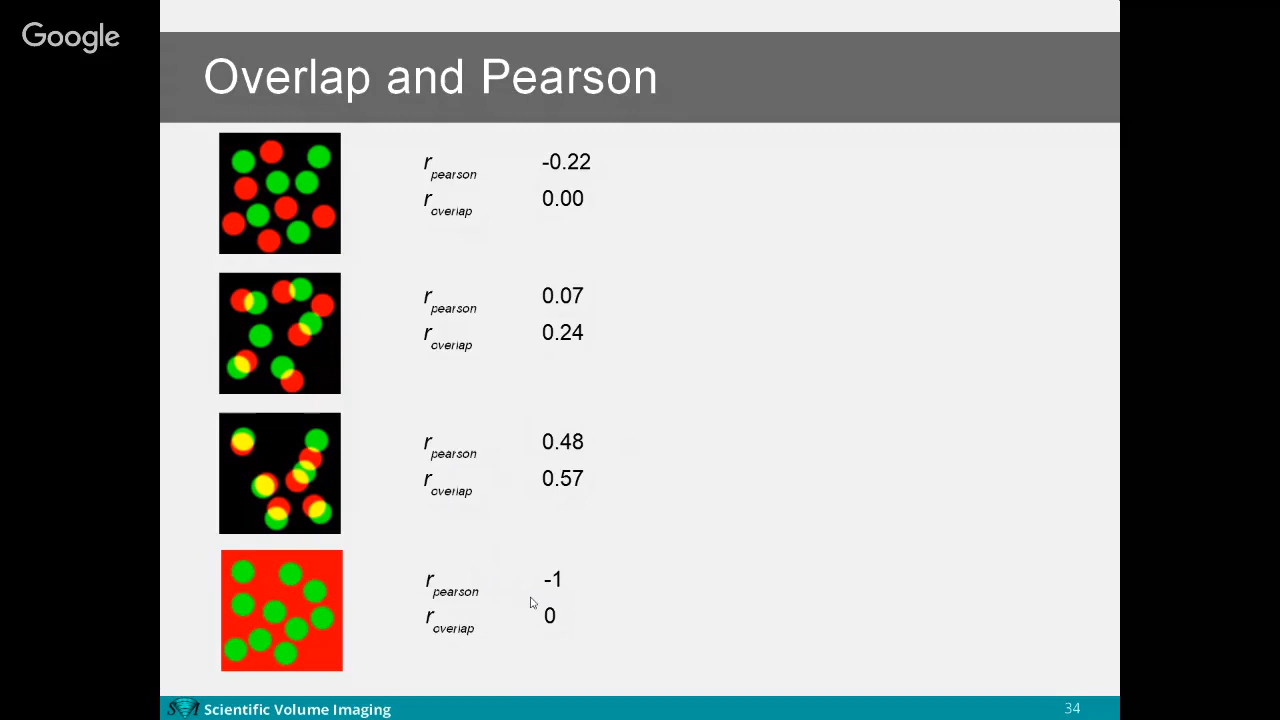 Google
Overlap and Pearson
r pearson -0.22
r overlap 0.00
r pearson 0.07
r overlap 0.24
r pearson 0.48
r overlap 0.57
r pearson -1
r overlap 0
SVI Scientific Volume Imaging 34